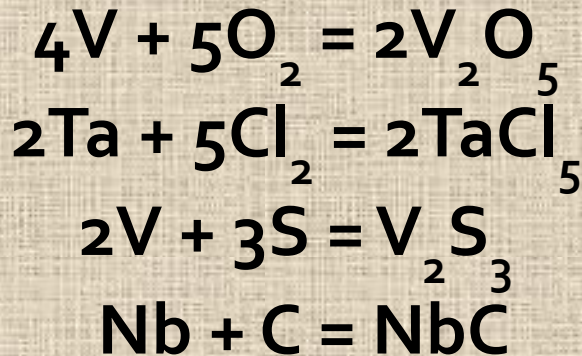 4V + 5O₂ = 2V₂O₅
2Ta + 5Cl₂ = 2TaCl₅
2V + 3S = V₂S₃
Nb + C = NbC